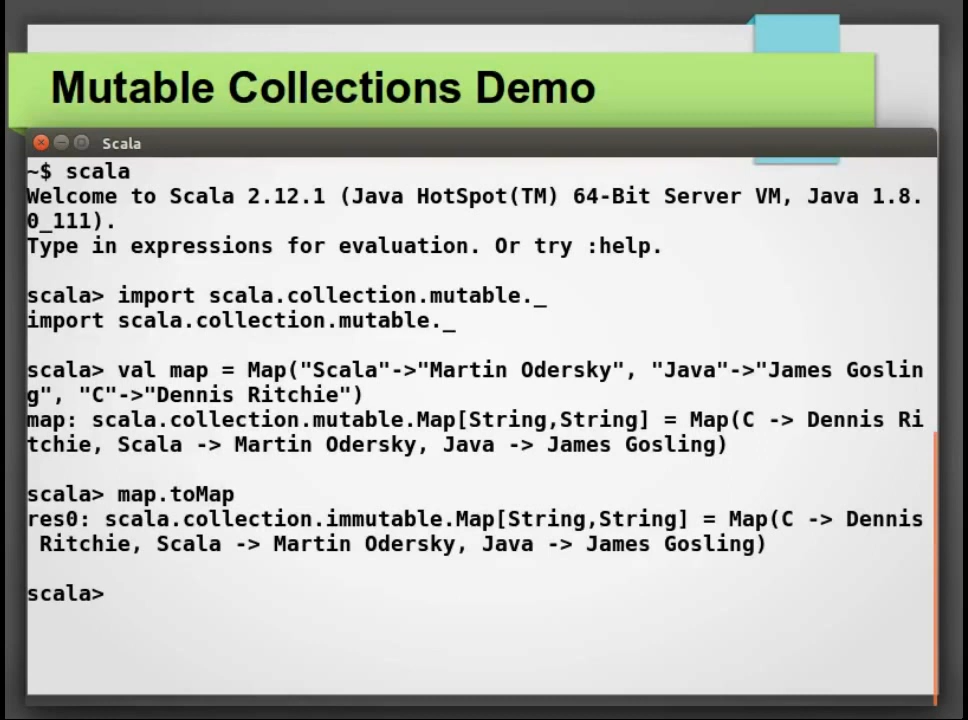 Mutable Collections Demo
Scala
~$ scala
Welcome to Scala 2.12.1 (Java HotSpot(TM) 64-Bit Server VM, Java 1.8.
0_111).
Type in expressions for evaluation. Or try :help.
scala> import scala.collection.mutable._
import scala.collection.mutable._
scala> val map = Map("Scala"->"Martin Odersky", "Java"->"James Goslin
g", "C"->"Dennis Ritchie")
map: scala.collection.mutable.Map[String,String] = Map(C -> Dennis Ri
tchie, Scala -> Martin Odersky, Java -> James Gosling)
scala> map.toMap
res0: scala.collection.immutable.Map[String,String] = Map(C -> Dennis
 Ritchie, Scala -> Martin Odersky, Java -> James Gosling)
scala>